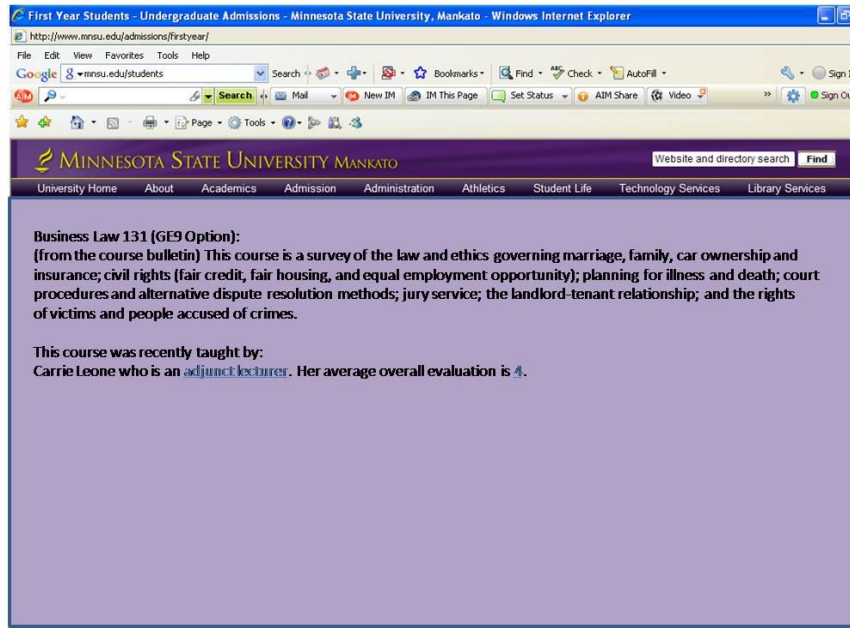 First Year Students - Undergraduate Admissions - Minnesota State University, Mankato - Windows Internet Explorer
http://www.mnsu.edu/admissions/firstyear/
File Edit View Favorites Tools Help
Google mnsu.edu/students Search Bookmarks Find Check AutoFill Sign I
AIM Search Mail New IM IM This Page Set Status AIM Share Video » Sign Ou
Page Tools
MINNESOTA STATE UNIVERSITY MANKATO Website and directory search Find
University Home About Academics Admission Administration Athletics Student Life Technology Services Library Services
Business Law 131 (GE9 Option):
(from the course bulletin) This course is a survey of the law and ethics governing marriage, family, car ownership and
insurance; civil rights (fair credit, fair housing, and equal employment opportunity); planning for illness and death; court
procedures and alternative dispute resolution methods; jury service; the landlord-tenant relationship; and the rights
of victims and people accused of crimes.
This course was recently taught by:
Carrie Leone who is an adjunct lecturer. Her average overall evaluation is 4.